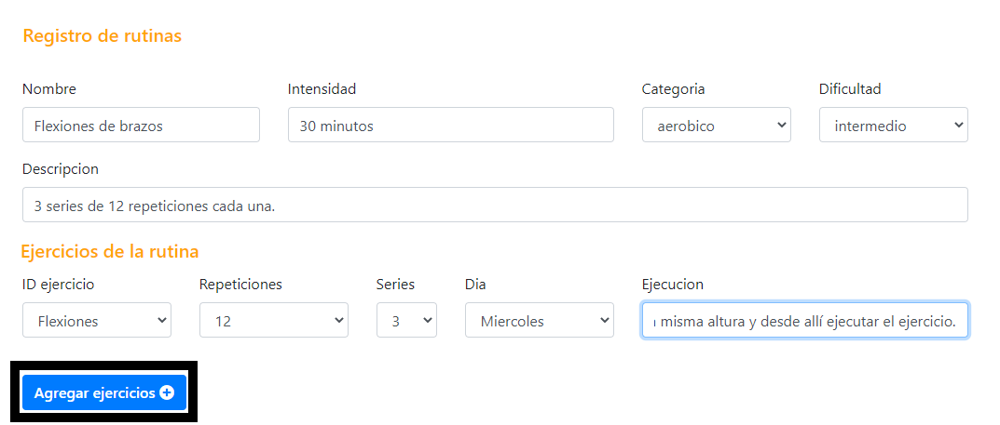 Registro de rutinas
Nombre Intensidad Categoria Dificultad
Flexiones de brazos 30 minutos aerobico intermedio
Descripcion
3 series de 12 repeticiones cada una.
Ejercicios de la rutina
ID ejercicio Repeticiones Series Dia Ejecucion
Flexiones 12 3 Miercoles misma altura y desde allí ejecutar el ejercicio.
Agregar ejercicios